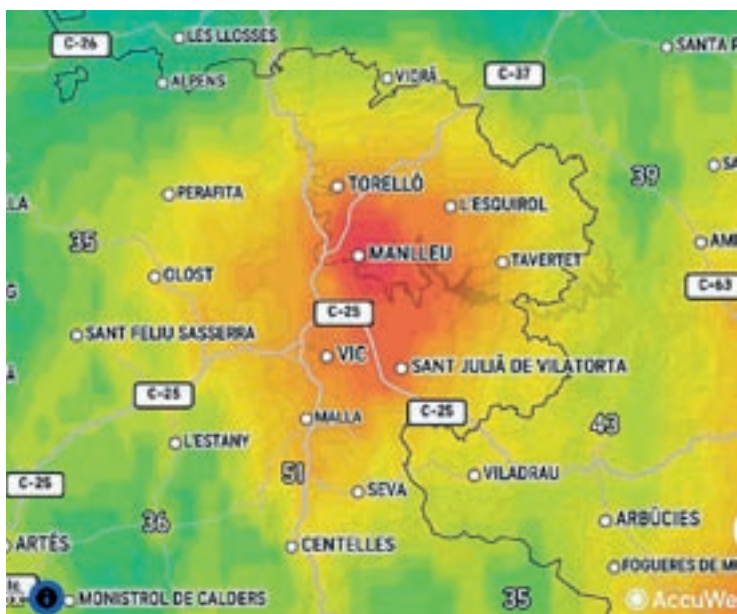 LES LLOSSES
C-26
SANTA P
ALPENS
VIDRÀ
C-37
TORELLÓ
PERAFITA
L'ESQUIROL
39
SA
LLA
35
MANLLEU
TAVERTET
AM
OLOST
C-63
G
C-25
SANT FELIU SASSERRA
VIC
SANT JULIÀ DE VILATORTA
À
C-25
C-25
MALLA
43
L'ESTANY
51
VILADRAU
C-25
SEVA
36
ARBÚCIES
ARTÉS
CENTELLES
FOGUERES DE M
i
MONISTROL DE CALDERS
35
AccuWe